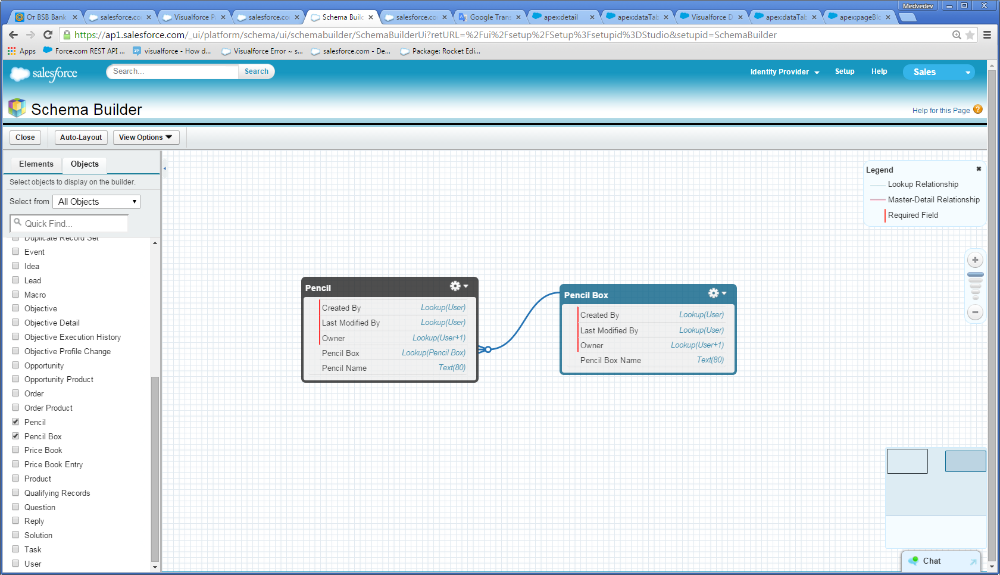 Medvedev
От BSB Bank
salesforce.co
Visualforce P
salesforce.co
Schema Buil
salesforce.co
Google Trans
apex:detail
apex:dataTab
Visualforce D
apex:dataTab
apex:pageBlo
https://ap1.salesforce.com/_ui/platform/schema/ui/schemabuilder/SchemaBuilderUi?retURL=%2Fui%2Fsetup%2FSetup%3Fsetupid%3DStudio&setupid=SchemaBuilder
Apps
Force.com REST API ...
SF
visualforce - How d...
Visualforce Error ~ s...
salesforce.com - De...
Package: Rocket Edi...
salesforce
Search...
Search
Identity Provider
Setup
Help
Sales
Schema Builder
Help for this Page ?
Close
Auto-Layout
View Options
Elements
Objects
Select objects to display on the builder.
Select from
All Objects
Quick Find...
Duplicate Record Set
Event
Idea
Lead
Macro
Objective
Objective Detail
Objective Execution History
Objective Profile Change
Opportunity
Opportunity Product
Order
Order Product
Pencil
Pencil Box
Price Book
Price Book Entry
Product
Qualifying Records
Question
Reply
Solution
Task
User
Pencil
Created By Lookup(User)
Last Modified By Lookup(User)
Owner Lookup(User+1)
Pencil Box Lookup(Pencil Box)
Pencil Name Text(80)
Pencil Box
Created By Lookup(User)
Last Modified By Lookup(User)
Owner Lookup(User+1)
Pencil Box Name Text(80)
Legend
Lookup Relationship
Master-Detail Relationship
Required Field
Chat